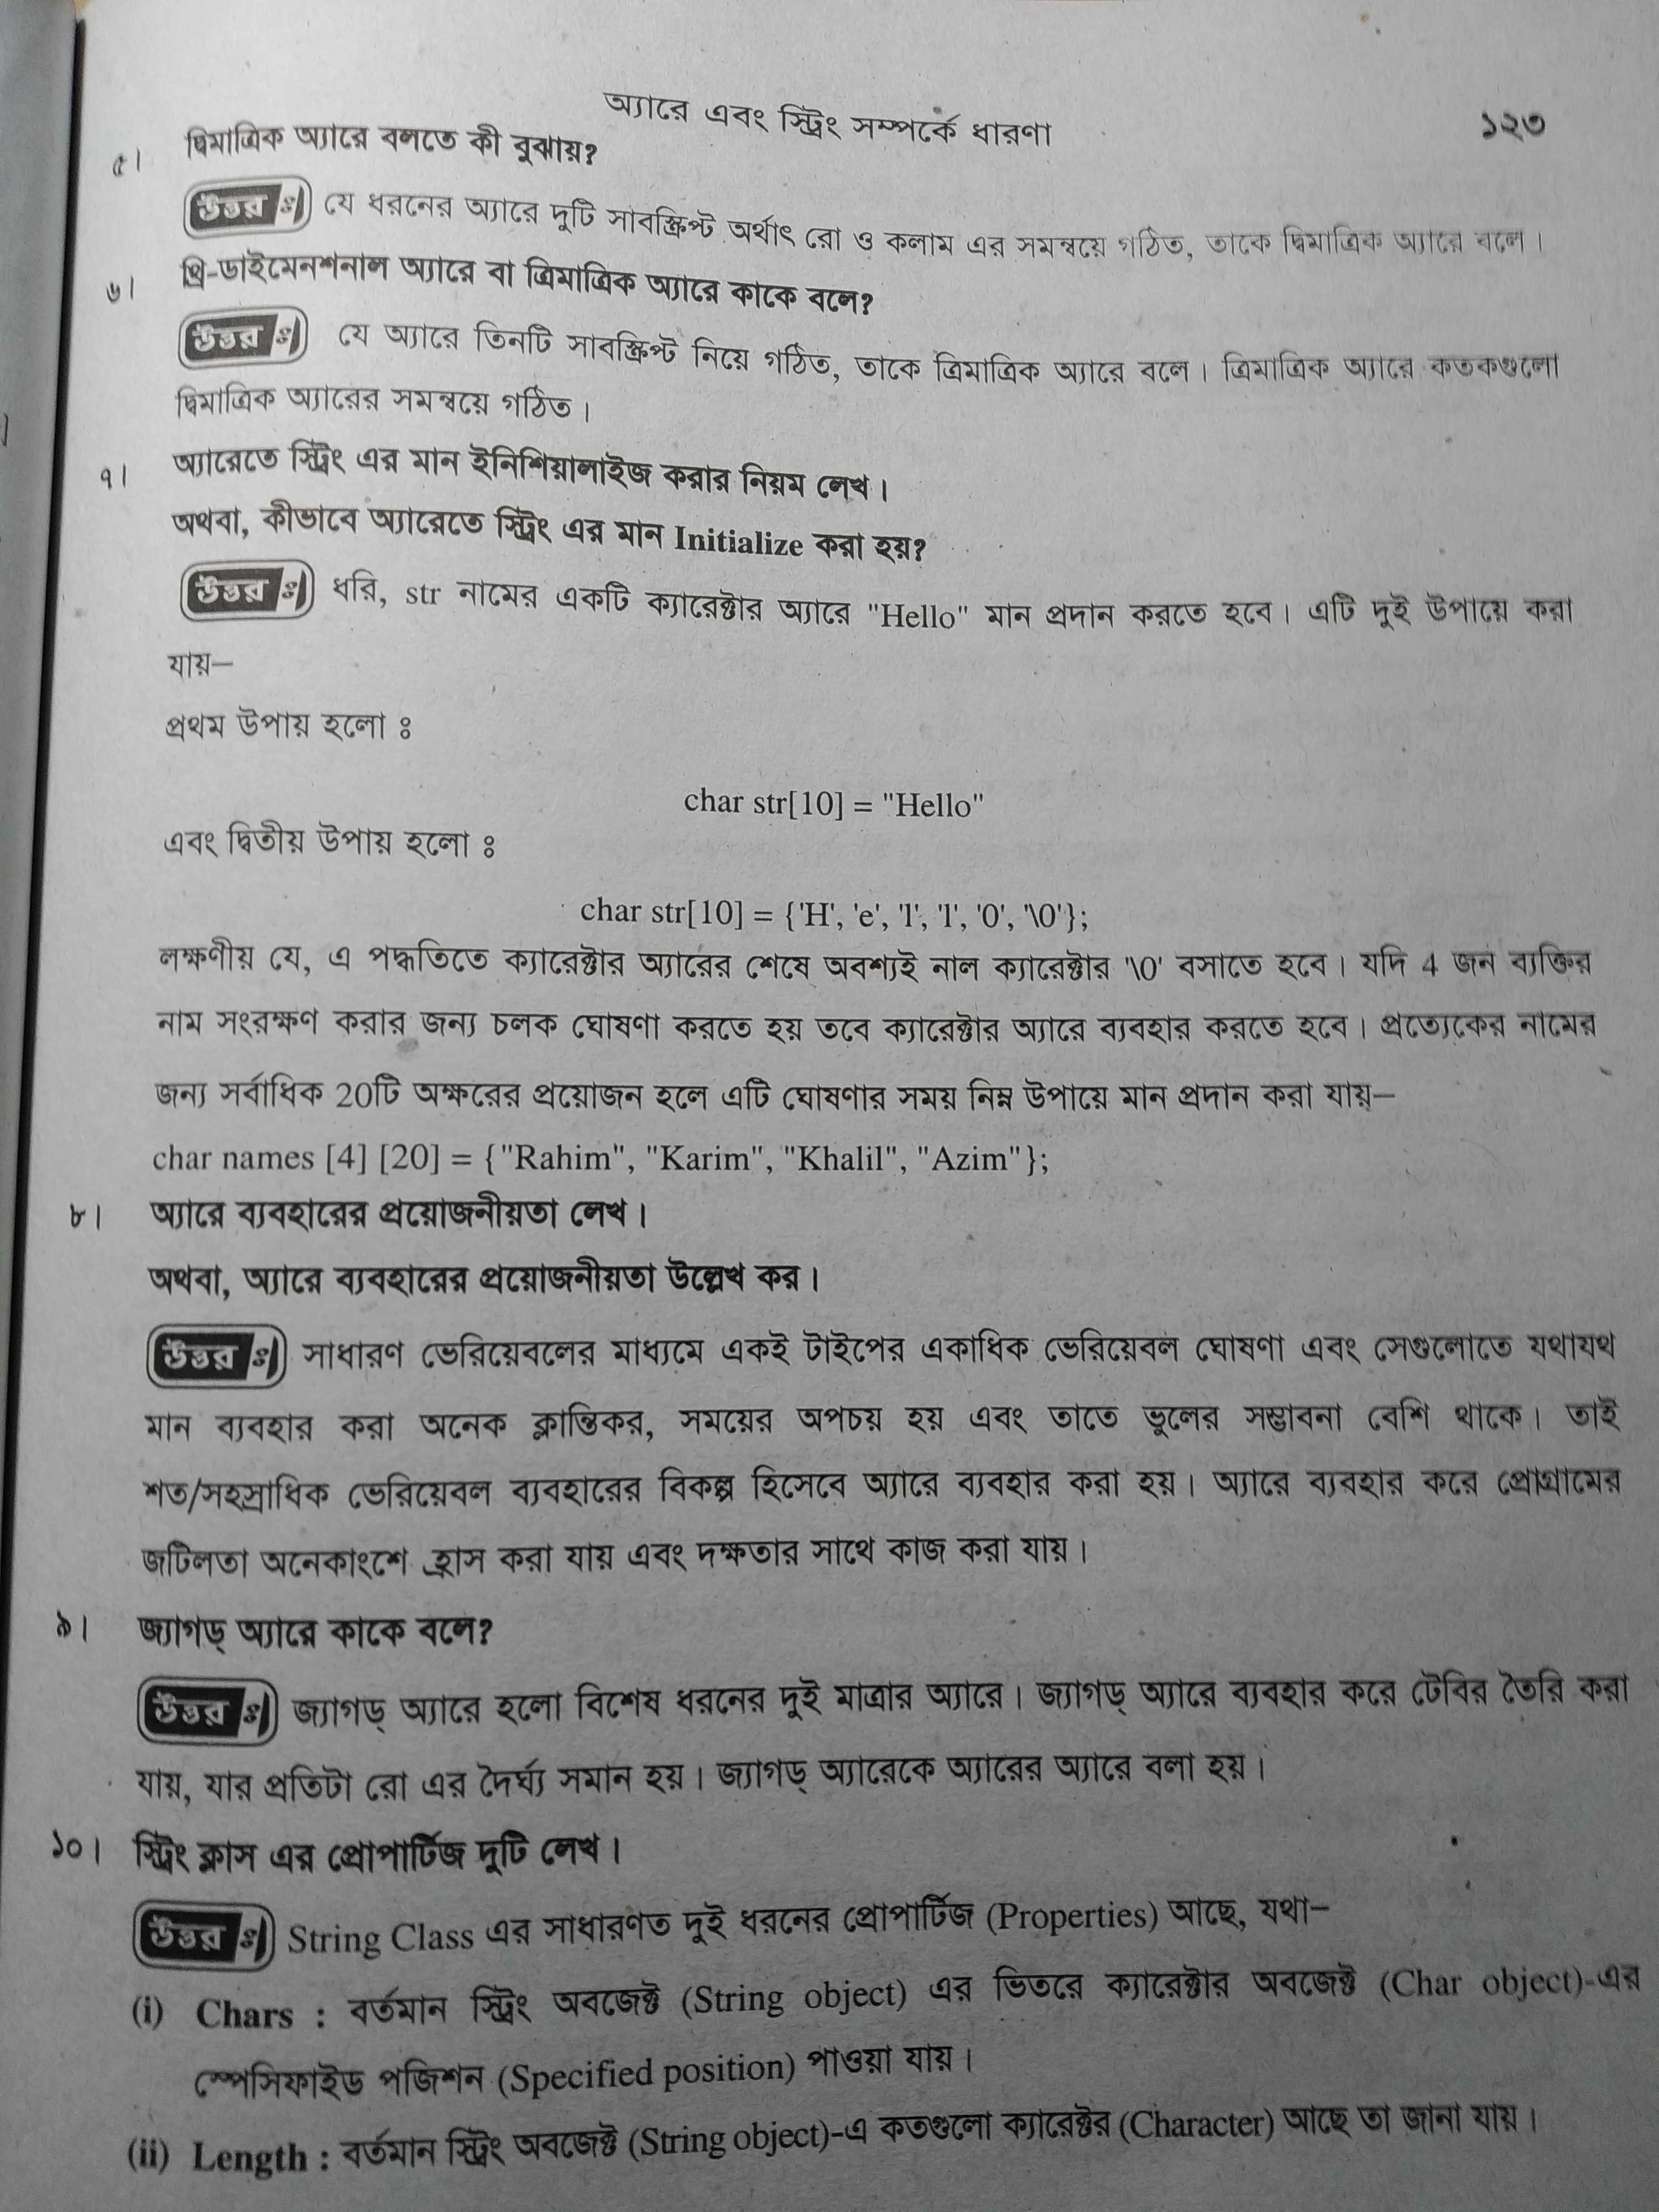 অ্যারে এবং স্ট্রিং সম্পর্কে ধারণা ১২৩
৫। দ্বিমাত্রিক অ্যারে বলতে কী বুঝায়?
উত্তর ঃ যে ধরনের অ্যারে দুটি সাবস্ক্রিপ্ট অর্থাৎ রো ও কলাম এর সমন্বয়ে গঠিত, তাকে দ্বিমাত্রিক অ্যারে বলে।
৬। থ্রি-ডাইমেনশনাল অ্যারে বা ত্রিমাত্রিক অ্যারে কাকে বলে?
উত্তর ঃ যে অ্যারে তিনটি সাবস্ক্রিপ্ট নিয়ে গঠিত, তাকে ত্রিমাত্রিক অ্যারে বলে। ত্রিমাত্রিক অ্যারে কতকগুলো
দ্বিমাত্রিক অ্যারের সমন্বয়ে গঠিত।
৭। অ্যারেতে স্ট্রিং এর মান ইনিশিয়ালাইজ করার নিয়ম লেখ।
অথবা, কীভাবে অ্যারেতে স্ট্রিং এর মান Initialize করা হয়?
উত্তর ঃ ধরি, str নামের একটি ক্যারেক্টার অ্যারে "Hello" মান প্রদান করতে হবে। এটি দুই উপায়ে করা
যায়–
প্রথম উপায় হলো ঃ
char str[10] = "Hello"
এবং দ্বিতীয় উপায় হলো ঃ
char str[10] = {'H', 'e', 'l', 'l', '0', '\0'};
লক্ষণীয় যে, এ পদ্ধতিতে ক্যারেক্টার অ্যারের শেষে অবশ্যই নাল ক্যারেক্টার '\0' বসাতে হবে। যদি 4 জন ব্যক্তির
নাম সংরক্ষণ করার জন্য চলক ঘোষণা করতে হয় তবে ক্যারেক্টার অ্যারে ব্যবহার করতে হবে। প্রত্যেকের নামের
জন্য সর্বাধিক 20টি অক্ষরের প্রয়োজন হলে এটি ঘোষণার সময় নিম্ন উপায়ে মান প্রদান করা যায়–
char names [4] [20] = {"Rahim", "Karim", "Khalil", "Azim"};
৮। অ্যারে ব্যবহারের প্রয়োজনীয়তা লেখ।
অথবা, অ্যারে ব্যবহারের প্রয়োজনীয়তা উল্লেখ কর।
উত্তর ঃ সাধারণ ভেরিয়েবলের মাধ্যমে একই টাইপের একাধিক ভেরিয়েবল ঘোষণা এবং সেগুলোতে যথাযথ
মান ব্যবহার করা অনেক ক্লান্তিকর, সময়ের অপচয় হয় এবং তাতে ভুলের সম্ভাবনা বেশি থাকে। তাই
শত/সহস্রাধিক ভেরিয়েবল ব্যবহারের বিকল্প হিসেবে অ্যারে ব্যবহার করা হয়। অ্যারে ব্যবহার করে প্রোগ্রামের
জটিলতা অনেকাংশে হ্রাস করা যায় এবং দক্ষতার সাথে কাজ করা যায়।
৯। জ্যাগড্ অ্যারে কাকে বলে?
উত্তর ঃ জ্যাগড্ অ্যারে হলো বিশেষ ধরনের দুই মাত্রার অ্যারে। জ্যাগড্ অ্যারে ব্যবহার করে টেবির তৈরি করা
যায়, যার প্রতিটা রো এর দৈর্ঘ্য সমান হয়। জ্যাগড্ অ্যারেকে অ্যারের অ্যারে বলা হয়।
১০। স্ট্রিং ক্লাস এর প্রোপার্টিজ দুটি লেখ।
উত্তর ঃ String Class এর সাধারণত দুই ধরনের প্রোপার্টিজ (Properties) আছে, যথা–
(i) Chars : বর্তমান স্ট্রিং অবজেক্ট (String object) এর ভিতরে ক্যারেক্টার অবজেক্ট (Char object)-এর
স্পেসিফাইড পজিশন (Specified position) পাওয়া যায়।
(ii) Length : বর্তমান স্ট্রিং অবজেক্ট (String object)-এ কতগুলো ক্যারেক্টর (Character) আছে তা জানা যায়।